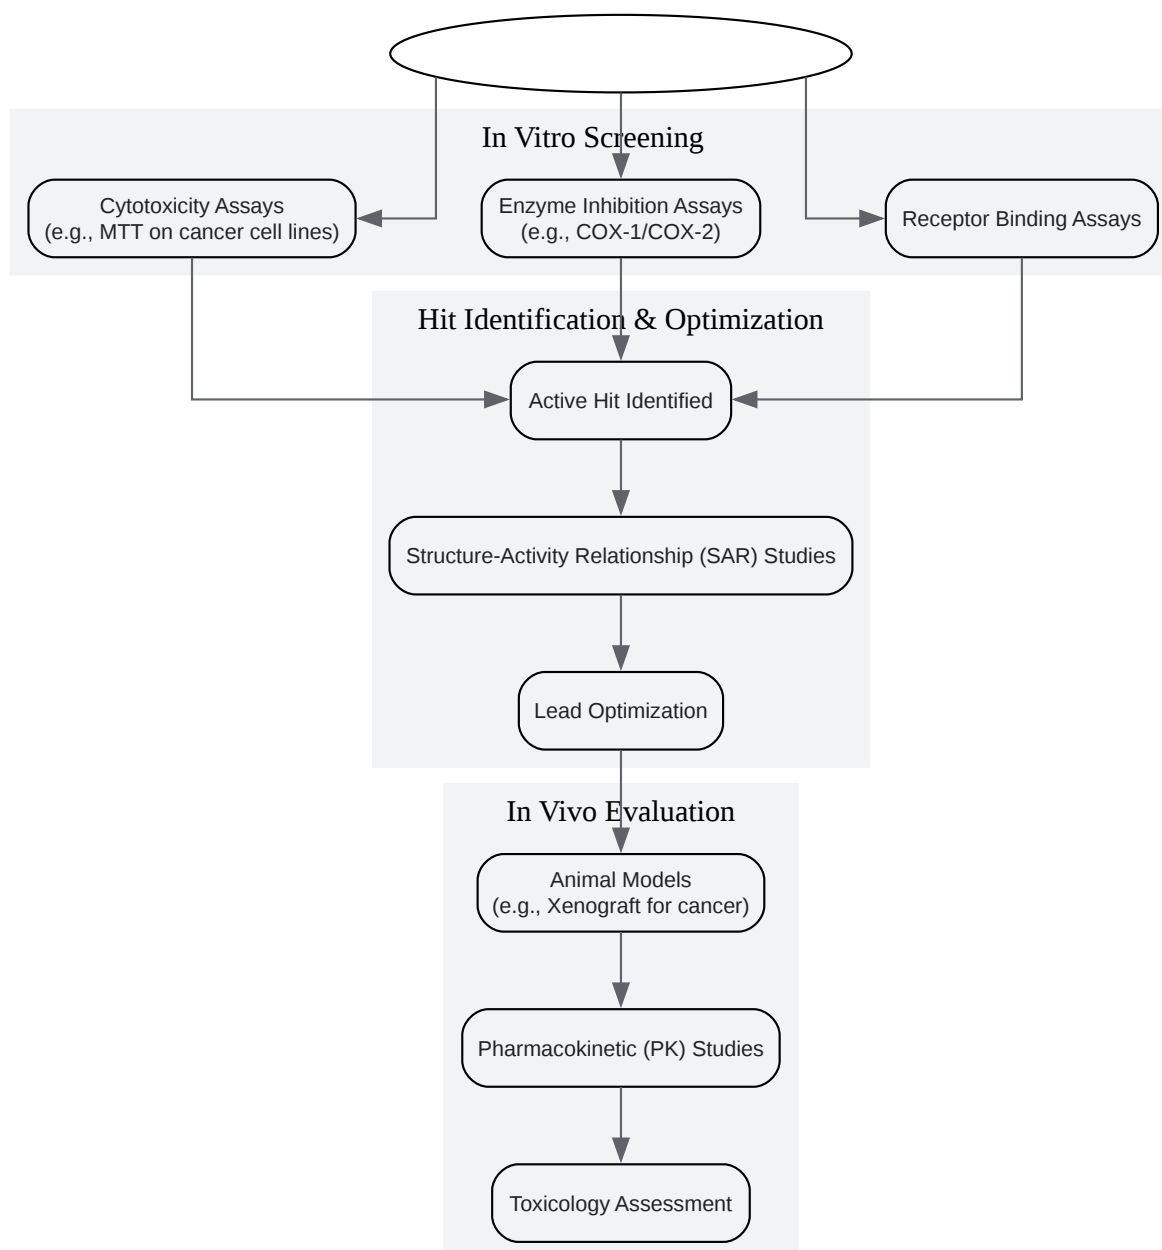 In Vitro Screening
Cytotoxicity Assays
(e.g., MTT on cancer cell lines)
Enzyme Inhibition Assays
(e.g., COX-1/COX-2)
Receptor Binding Assays
Hit Identification & Optimization
Active Hit Identified
Structure-Activity Relationship (SAR) Studies
Lead Optimization
In Vivo Evaluation
Animal Models
(e.g., Xenograft for cancer)
Pharmacokinetic (PK) Studies
Toxicology Assessment